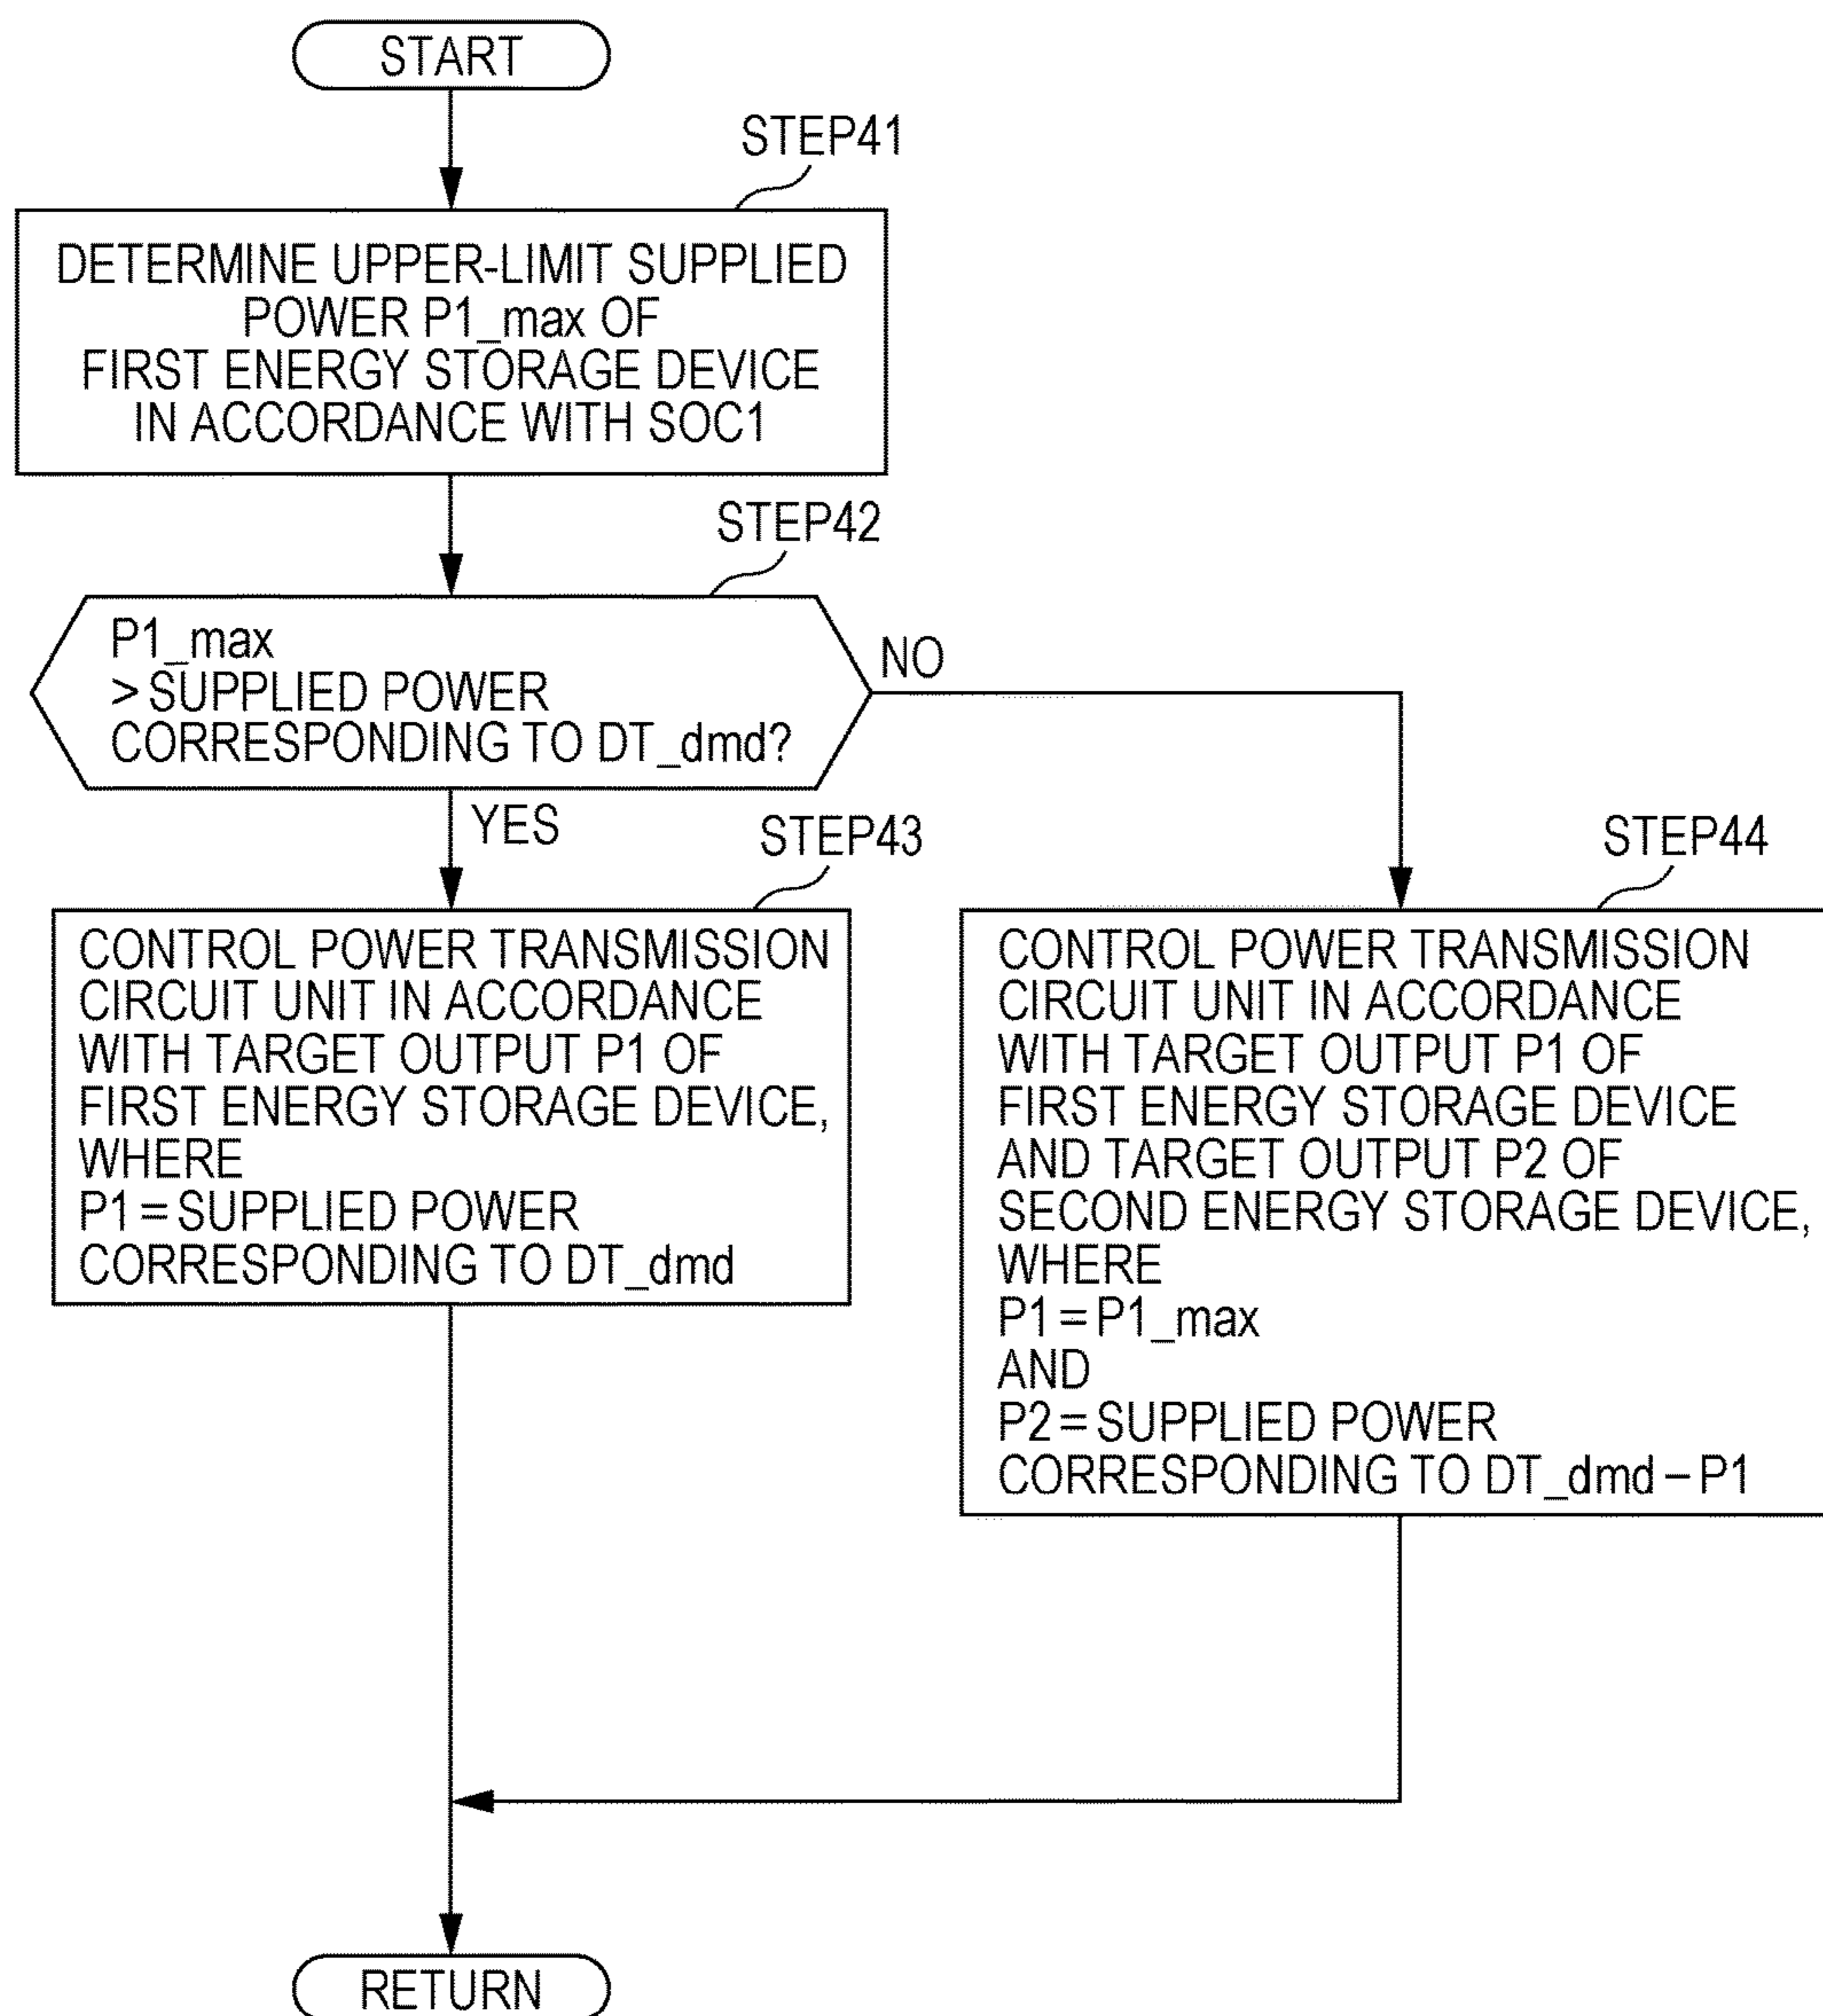 START
STEP41
DETERMINE UPPER-LIMIT SUPPLIED
POWER P1_max OF
FIRST ENERGY STORAGE DEVICE
IN ACCORDANCE WITH SOC1
STEP42
P1_max
> SUPPLIED POWER
CORRESPONDING TO DT_dmd?
NO
YES
STEP43
CONTROL POWER TRANSMISSION
CIRCUIT UNIT IN ACCORDANCE
WITH TARGET OUTPUT P1 OF
FIRST ENERGY STORAGE DEVICE,
WHERE
P1 = SUPPLIED POWER
CORRESPONDING TO DT_dmd
STEP44
CONTROL POWER TRANSMISSION
CIRCUIT UNIT IN ACCORDANCE
WITH TARGET OUTPUT P1 OF
FIRST ENERGY STORAGE DEVICE
AND TARGET OUTPUT P2 OF
SECOND ENERGY STORAGE DEVICE,
WHERE
P1 = P1_max
AND
P2 = SUPPLIED POWER
CORRESPONDING TO DT_dmd – P1
RETURN